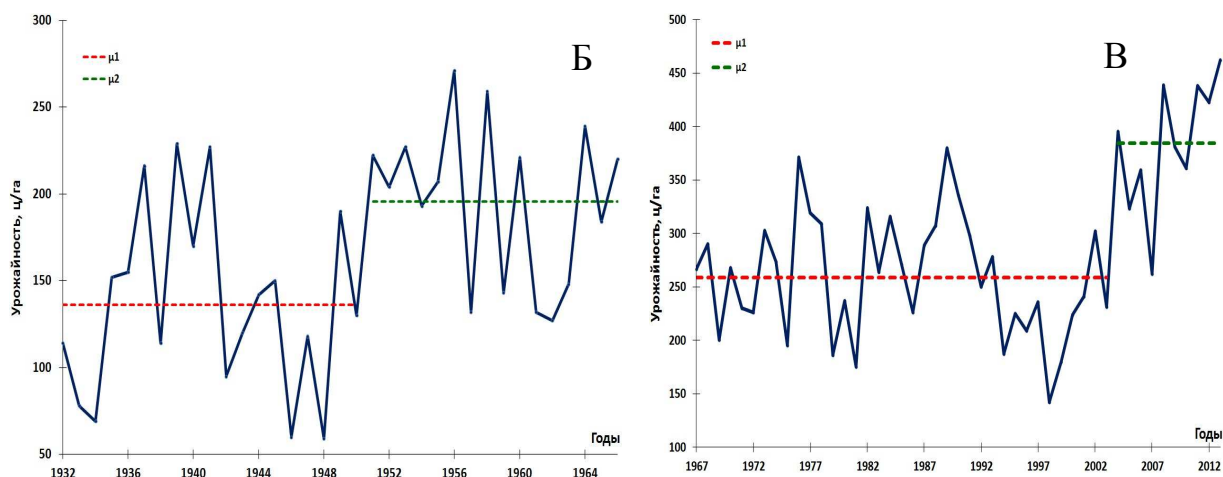 300
250
200
150
100
50
Урожайность, ц/га
μ1
μ2
Б
Годы
1932 1936 1940 1944 1948 1952 1956 1960 1964
500
450
400
350
300
250
200
150
100
Урожайность, ц/га
μ1
μ2
В
Годы
1967 1972 1977 1982 1987 1992 1997 2002 2007 2012